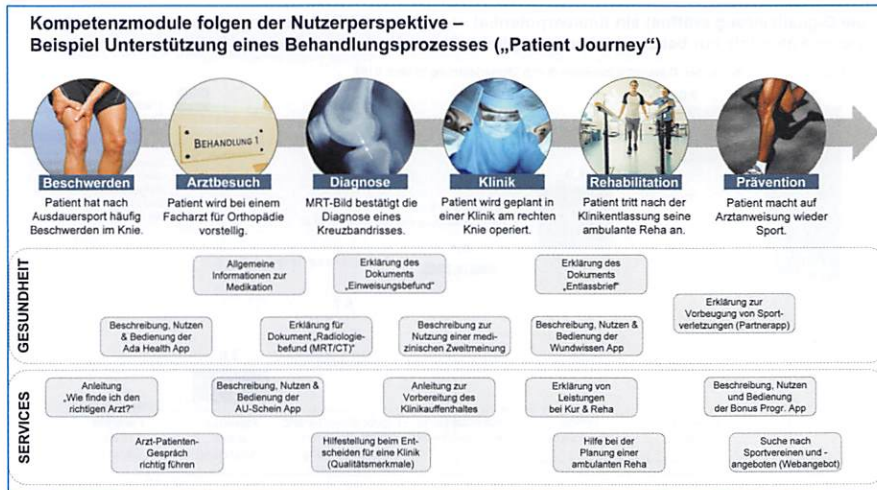 Kompetenzmodule folgen der Nutzerperspektive –
Beispiel Unterstützung eines Behandlungsprozesses („Patient Journey“)
BEHANDLUNG 1
Beschwerden
Patient hat nach
Ausdauersport häufig
Beschwerden im Knie.
Arztbesuch
Patient wird bei einem
Facharzt für Orthopädie
vorstellig.
Diagnose
MRT-Bild bestätigt die
Diagnose eines
Kreuzbandrisses.
Klinik
Patient wird geplant in
einer Klinik am rechten
Knie operiert.
Rehabilitation
Patient tritt nach der
Klinikentlassung seine
ambulante Reha an.
Prävention
Patient macht auf
Arztanweisung wieder
Sport.
GESUNDHEIT
Allgemeine
Informationen zur
Medikation
Erklärung des
Dokuments
„Einweisungsbefund“
Erklärung des
Dokuments
„Entlassbrief“
Erklärung zur
Vorbeugung von Sport-
verletzungen (Partnerapp)
Beschreibung, Nutzen
& Bedienung der
Ada Health App
Erklärung für
Dokument „Radiologie-
befund (MRT/CT)“
Beschreibung zur
Nutzung einer medi-
zinischen Zweitmeinung
Beschreibung, Nutzen &
Bedienung der
Wundwissen App
SERVICES
Anleitung
„Wie finde ich den
richtigen Arzt?“
Beschreibung, Nutzen &
Bedienung der
AU-Schein App
Anleitung zur
Vorbereitung des
Klinikauffenthaltes
Erklärung von
Leistungen
bei Kur & Reha
Beschreibung, Nutzen
und Bedienung
der Bonus Progr. App
Arzt-Patienten-
Gespräch
richtig führen
Hilfestellung beim Ent-
scheiden für eine Klinik
(Qualitätsmerkmale)
Hilfe bei der
Planung einer
ambulanten Reha
Suche nach
Sportvereinen und -
angeboten (Webangebot)